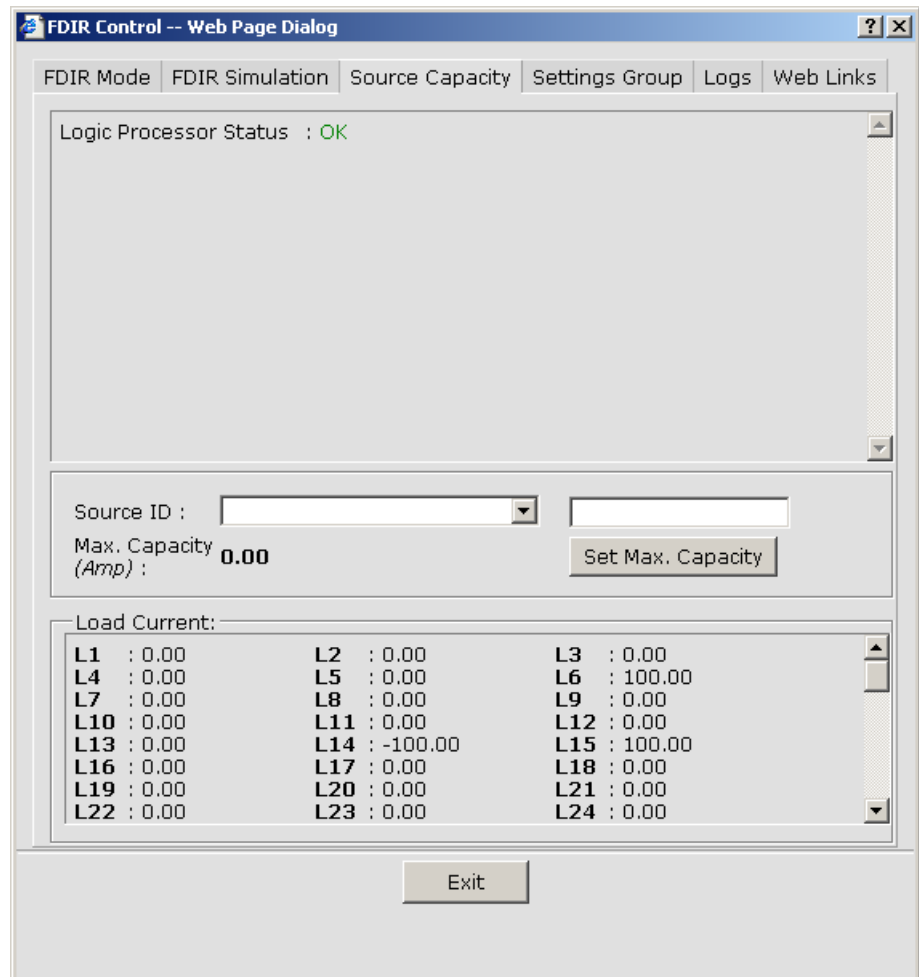 FDIR Control -- Web Page Dialog
FDIR Mode FDIR Simulation Source Capacity Settings Group Logs Web Links
Logic Processor Status : OK
Source ID :
Max. Capacity
(Amp) : 0.00 Set Max. Capacity
Load Current:
L1 : 0.00 L2 : 0.00 L3 : 0.00
L4 : 0.00 L5 : 0.00 L6 : 100.00
L7 : 0.00 L8 : 0.00 L9 : 0.00
L10 : 0.00 L11 : 0.00 L12 : 0.00
L13 : 0.00 L14 : -100.00 L15 : 100.00
L16 : 0.00 L17 : 0.00 L18 : 0.00
L19 : 0.00 L20 : 0.00 L21 : 0.00
L22 : 0.00 L23 : 0.00 L24 : 0.00
Exit